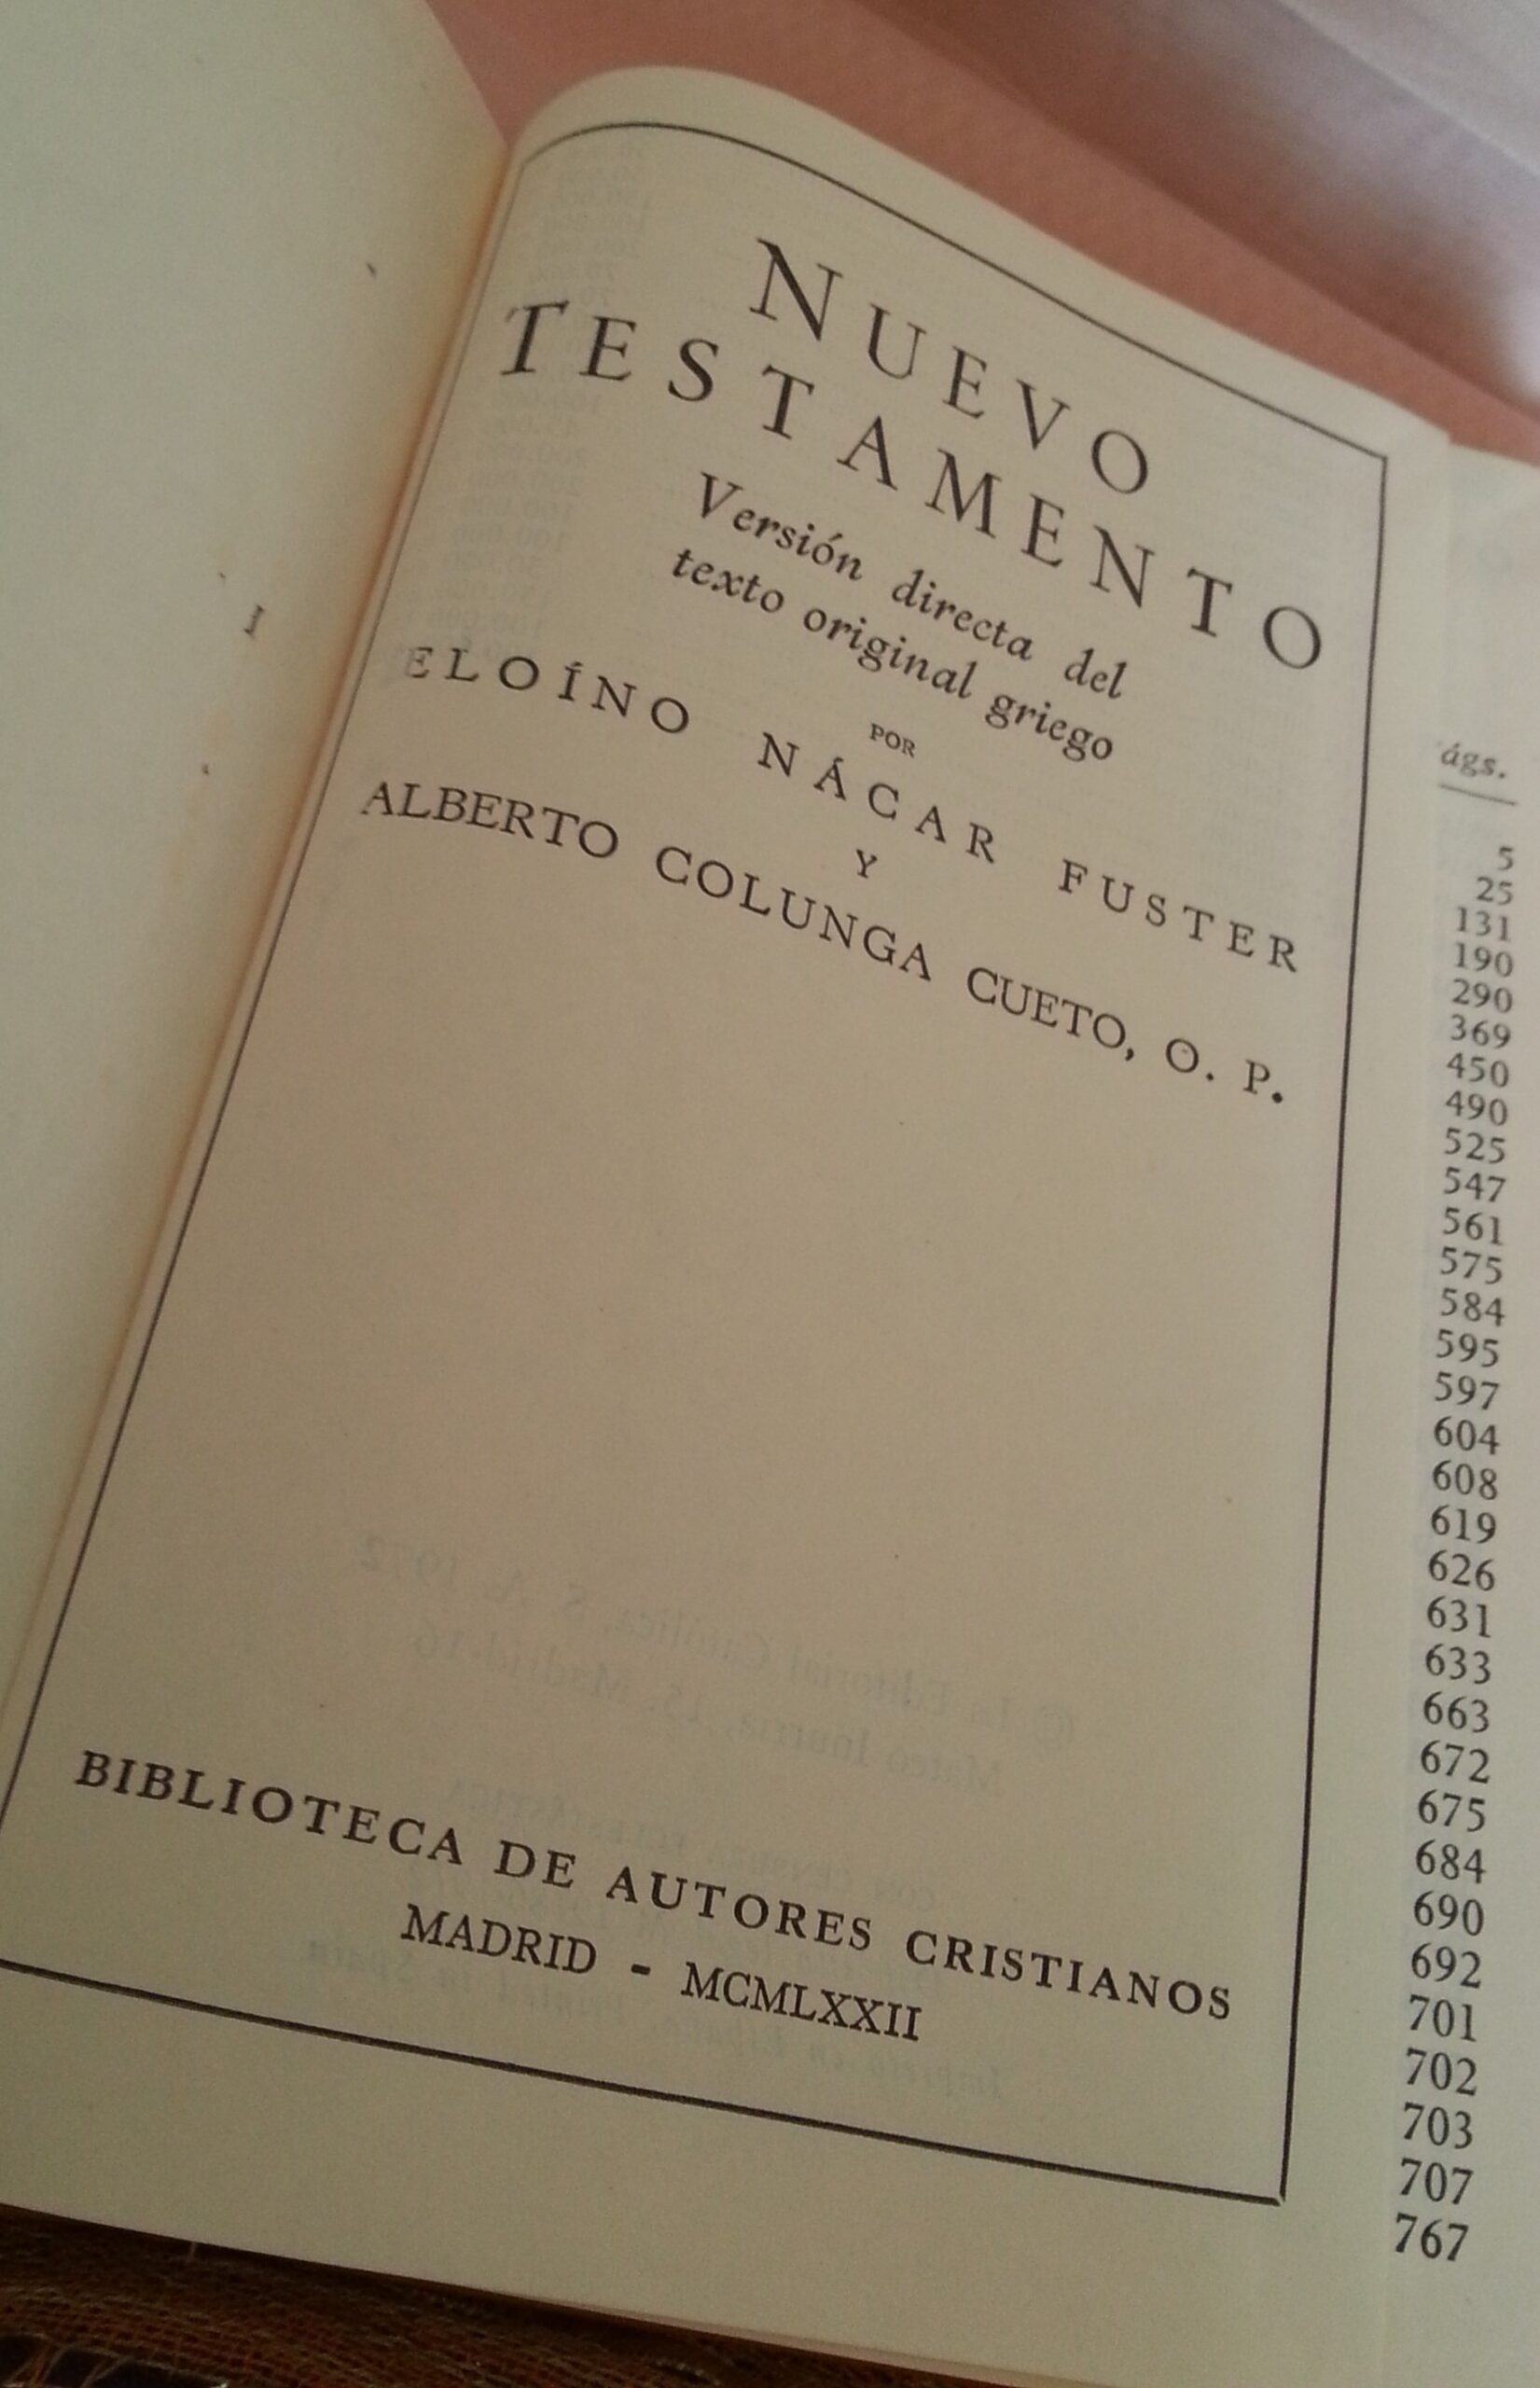 NUEVO
TESTAMENTO
Versión directa del
texto original griego
POR
ELOÍNO NÁCAR FUSTER
Y
ALBERTO COLUNGA CUETO, O. P.
BIBLIOTECA DE AUTORES CRISTIANOS
MADRID - MCMLXXII
ágs.
5
25
131
190
290
369
450
490
525
547
561
575
584
595
597
604
608
619
626
631
633
663
672
675
684
690
692
701
702
703
707
767